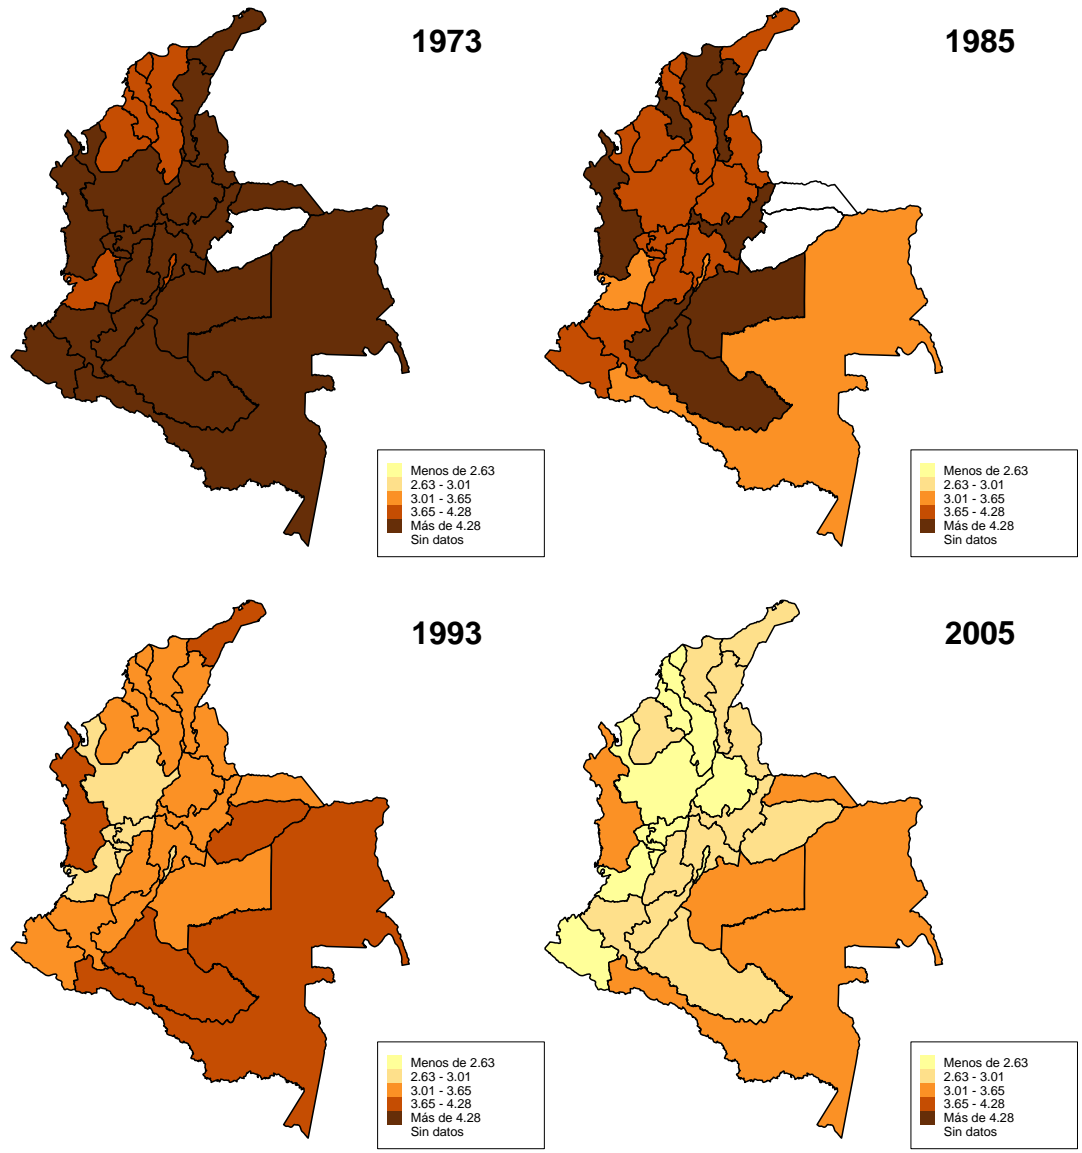 1973
1985
Menos de 2.63
2.63 - 3.01
3.01 - 3.65
3.65 - 4.28
Más de 4.28
Sin datos
Menos de 2.63
2.63 - 3.01
3.01 - 3.65
3.65 - 4.28
Más de 4.28
Sin datos
1993
2005
Menos de 2.63
2.63 - 3.01
3.01 - 3.65
3.65 - 4.28
Más de 4.28
Sin datos
Menos de 2.63
2.63 - 3.01
3.01 - 3.65
3.65 - 4.28
Más de 4.28
Sin datos